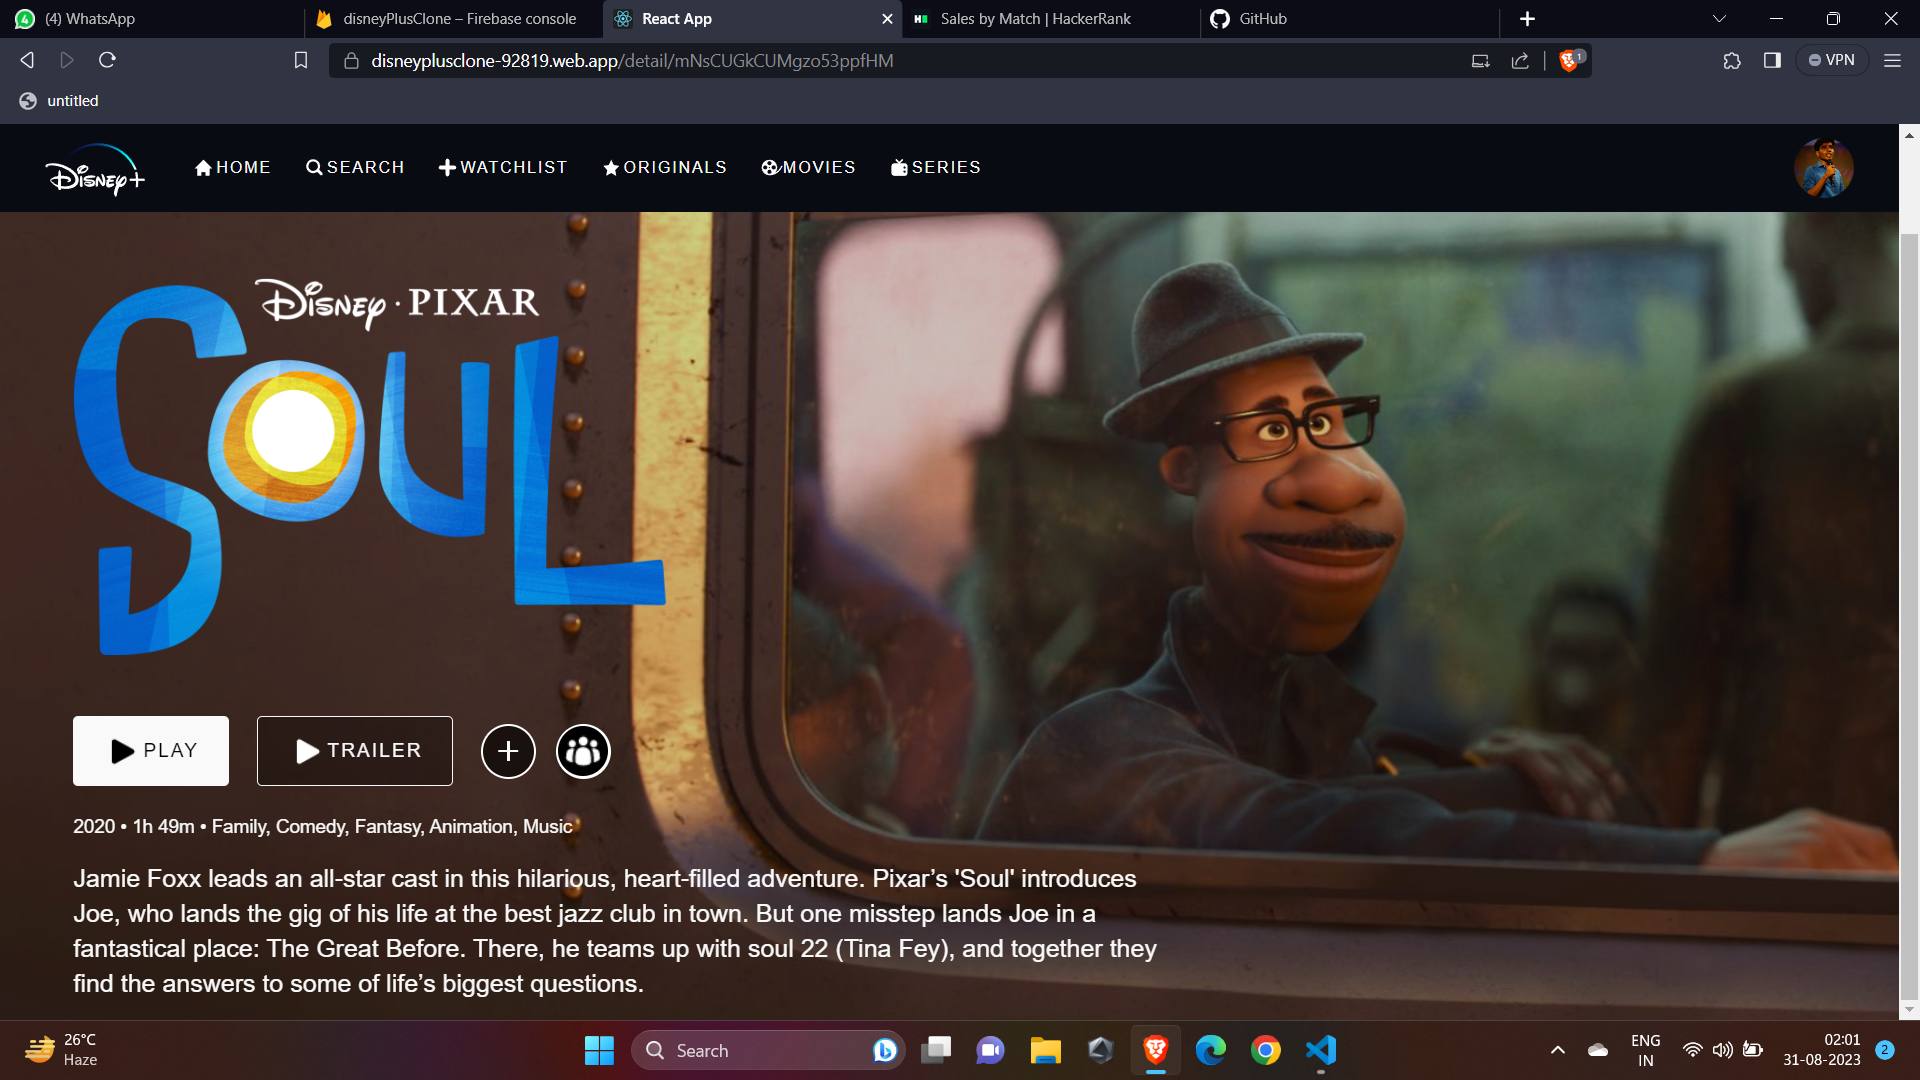 (4) WhatsApp
disneyPlusClone – Firebase console
React App
Sales by Match | HackerRank
GitHub
disneyplusclone-92819.web.app/detail/mNsCUGkCUMgzo53ppfHM
1
VPN
untitled
Disney+
HOME
SEARCH
WATCHLIST
ORIGINALS
MOVIES
SERIES
Disney · PIXAR
SOUL
PLAY
TRAILER
2020 • 1h 49m • Family, Comedy, Fantasy, Animation, Music
Jamie Foxx leads an all-star cast in this hilarious, heart-filled adventure. Pixar’s 'Soul' introduces
Joe, who lands the gig of his life at the best jazz club in town. But one misstep lands Joe in a
fantastical place: The Great Before. There, he teams up with soul 22 (Tina Fey), and together they
find the answers to some of life’s biggest questions.
26°C
Haze
Search
ENG
IN
02:01
31-08-2023
2